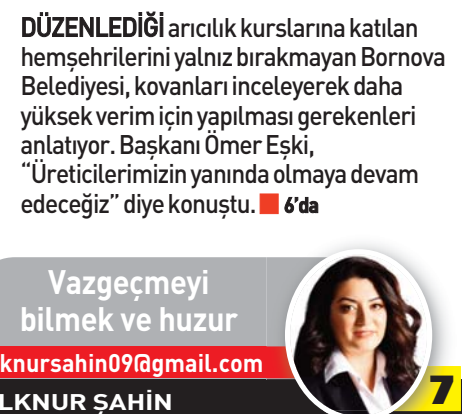 DÜZENLEDİĞİ arıcılık kurslarına katılan
hemşehrilerini yalnız bırakmayan Bornova
Belediyesi, kovanları inceleyerek daha
yüksek verim için yapılması gerekenleri
anlatıyor. Başkanı Ömer Eşki,
“Üreticilerimizin yanında olmaya devam
edeceğiz” diye konuştu. 6’da
Vazgeçmeyi
bilmek ve huzur
knursahin09@gmail.com
LKNUR ŞAHİN
7